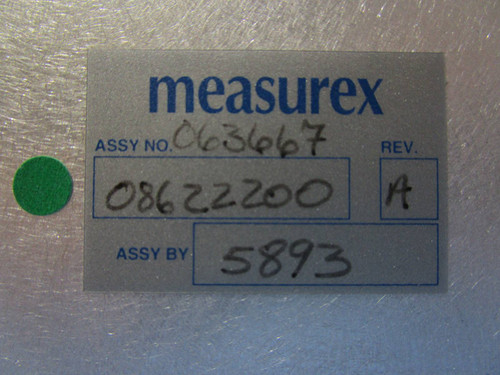 measurex
ASSY NO. 063667 REV.
08622200 A
ASSY BY 5893